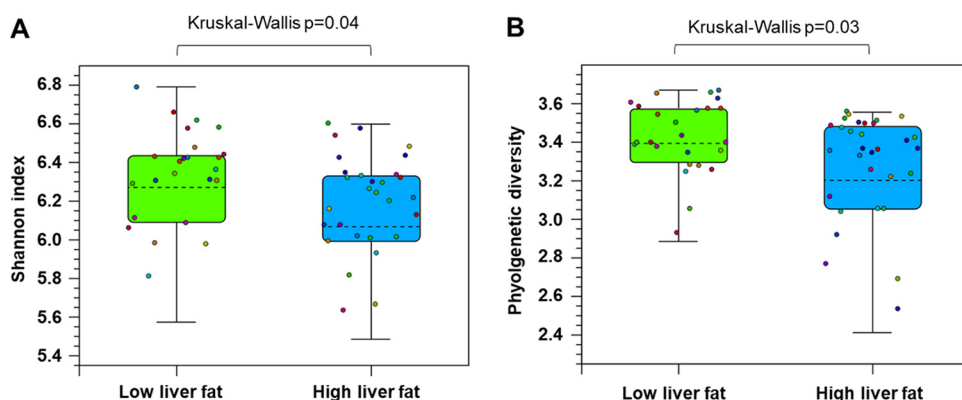 A
Kruskal-Wallis p=0.04
Shannon index
6.8
6.6
6.4
6.2
6.0
5.8
5.6
5.4
Low liver fat
High liver fat
B
Kruskal-Wallis p=0.03
Phyolgenetic diversity
3.6
3.4
3.2
3.0
2.8
2.6
2.4
Low liver fat
High liver fat